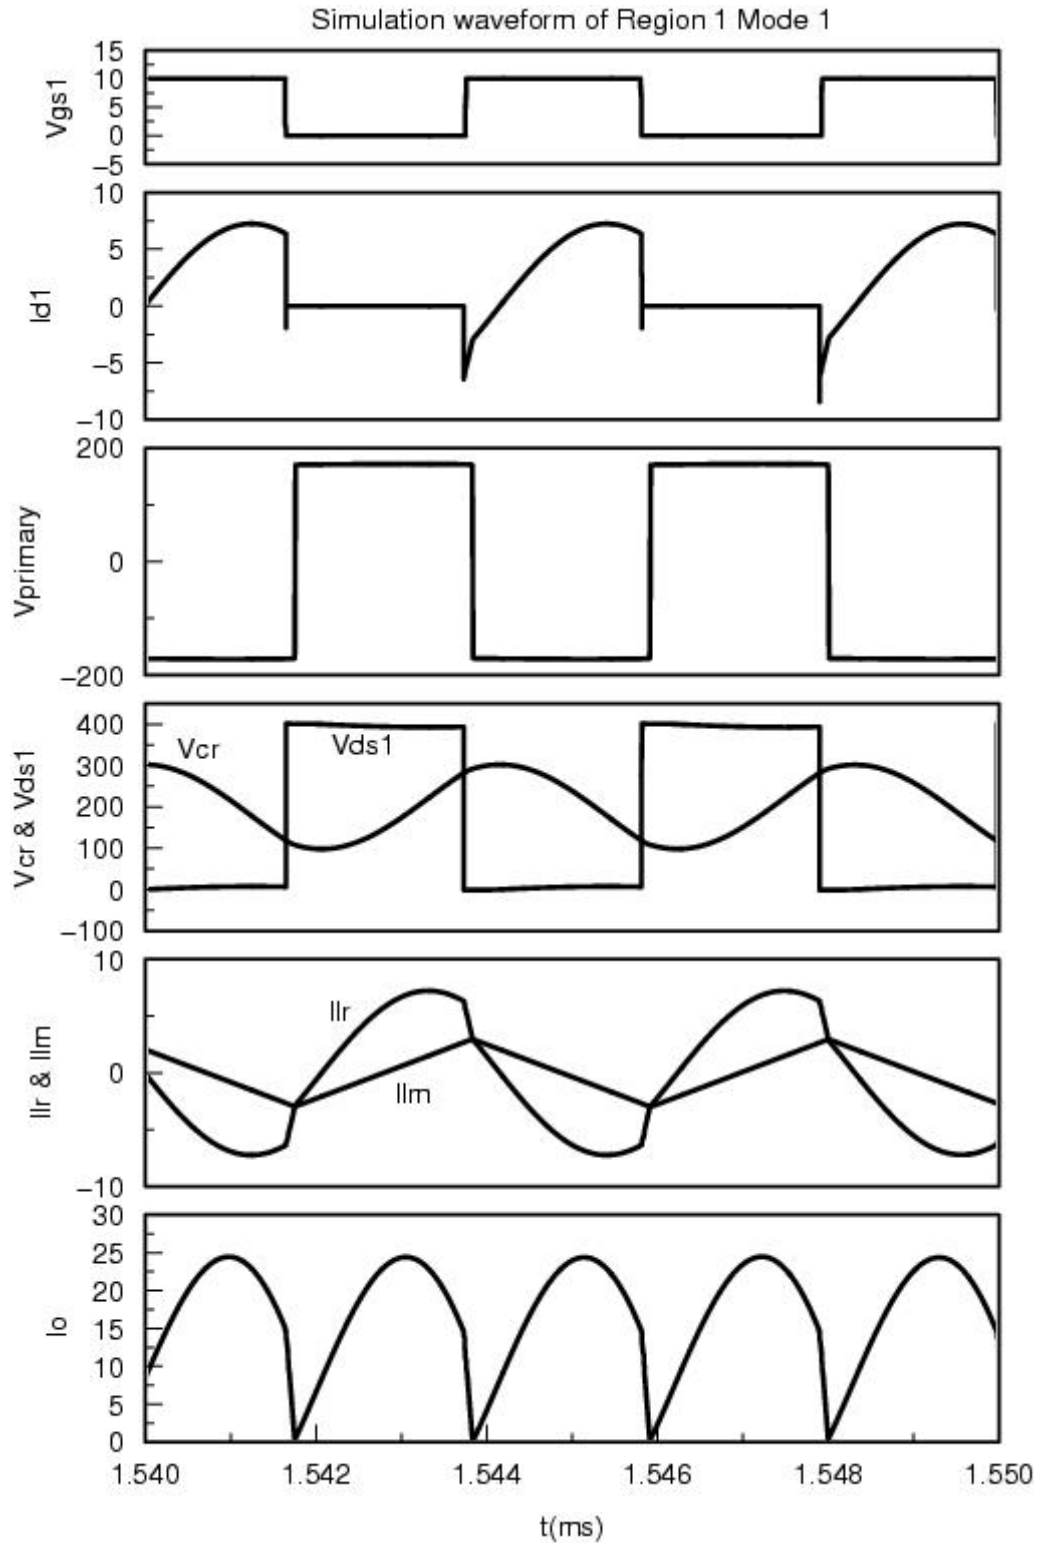 Simulation waveform of Region 1 Mode 1
Vgs1
15
10
5
0
−5
Id1
10
5
0
−5
−10
Vprimary
200
0
−200
Vcr & Vds1
400
300
200
100
0
−100
Vcr
Vds1
Ilr & Ilm
10
0
−10
Ilr
Ilm
Io
30
25
20
15
10
5
0
1.540 1.542 1.544 1.546 1.548 1.550
t(ms)